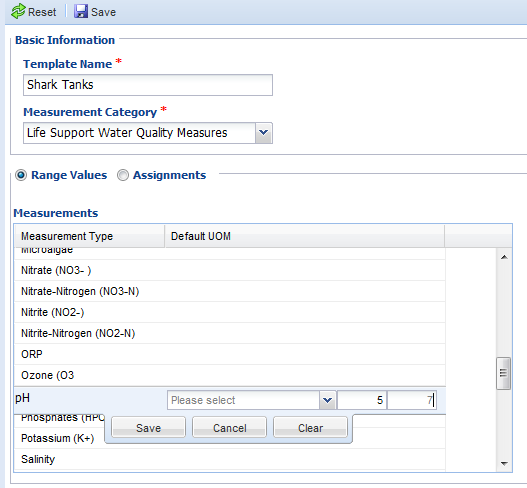 Reset Save
Basic Information
Template Name *
Shark Tanks
Measurement Category *
Life Support Water Quality Measures
Range Values Assignments
Measurements
Measurement Type Default UOM
Microalgae
Nitrate (NO3- )
Nitrate-Nitrogen (NO3-N)
Nitrite (NO2-)
Nitrite-Nitrogen (NO2-N)
ORP
Ozone (O3
pH Please select 5 7
Phosphates (HPO
Save Cancel Clear
Potassium (K+)
Salinity